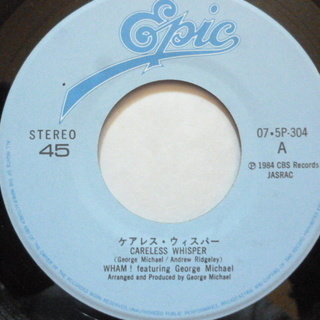 Epic
STEREO
45
07・5P-304
A
Ⓟ 1984 CBS Records
JASRAC
ケアレス・ウィスパー
CARELESS WHISPER
(George Michael / Andrew Ridgeley)
WHAM! featuring George Michael
Arranged and Produced by George Michael